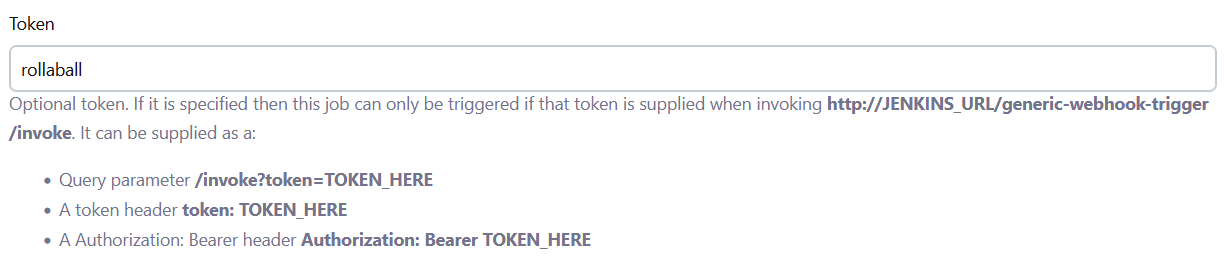 Token
rollaball
Optional token. If it is specified then this job can only be triggered if that token is supplied when invoking http://JENKINS_URL/generic-webhook-trigger
/invoke. It can be supplied as a:
• Query parameter /invoke?token=TOKEN_HERE
• A token header token: TOKEN_HERE
• A Authorization: Bearer header Authorization: Bearer TOKEN_HERE